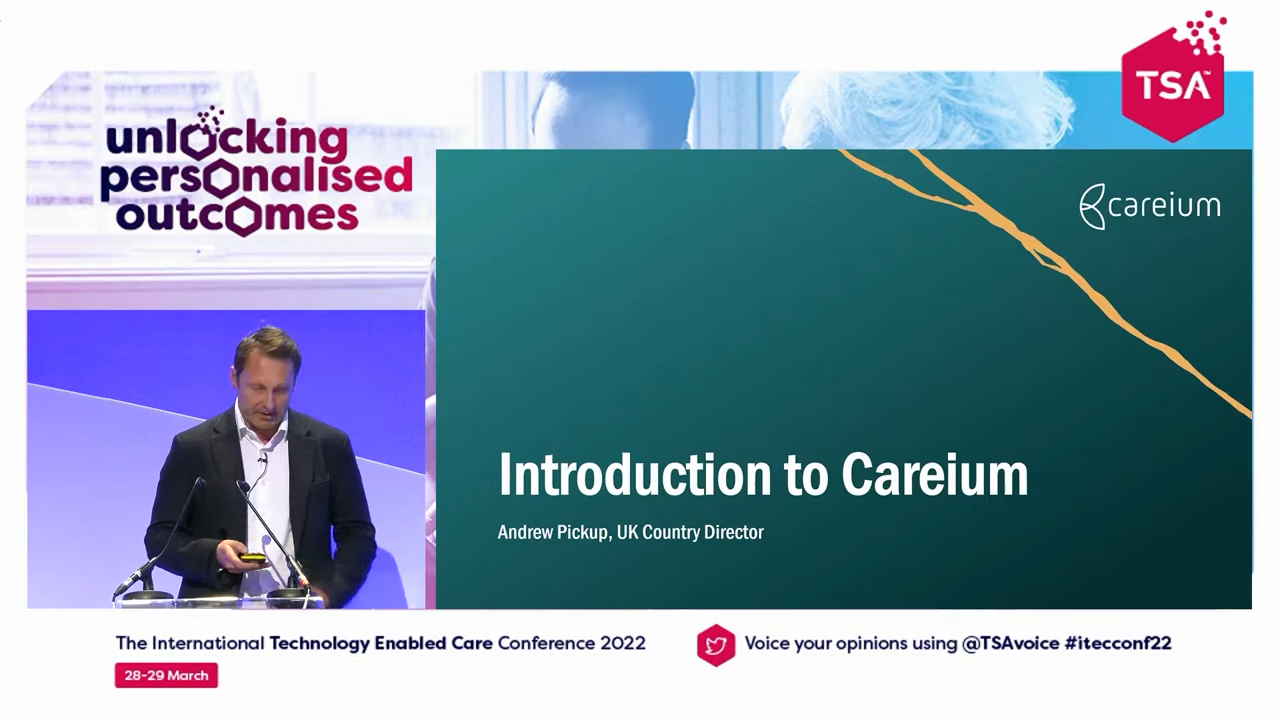 TSA™
unlocking
personalised
outcomes
careium
Introduction to Careium
Andrew Pickup, UK Country Director
The International Technology Enabled Care Conference 2022
Voice your opinions using @TSAvoice #itecconf22
28-29 March